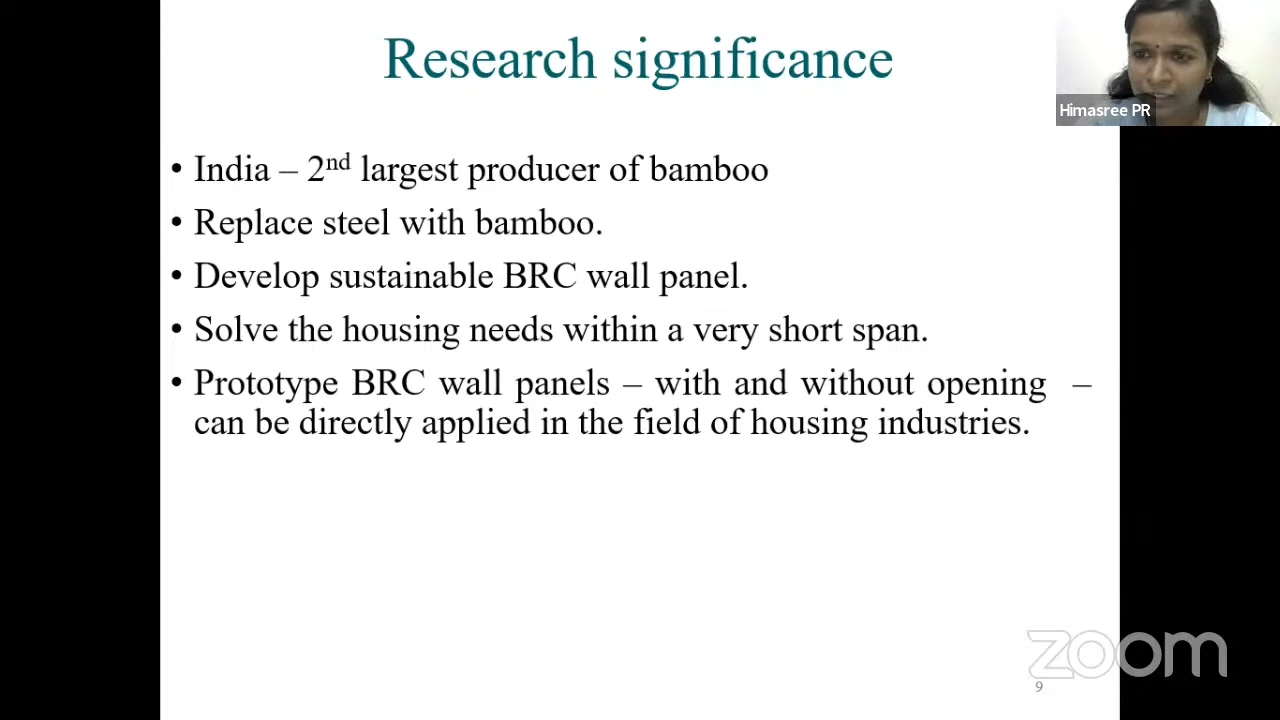 Research significance
Himasree PR
• India – 2nd largest producer of bamboo
• Replace steel with bamboo.
• Develop sustainable BRC wall panel.
• Solve the housing needs within a very short span.
• Prototype BRC wall panels – with and without opening –
can be directly applied in the field of housing industries.
zoom
9